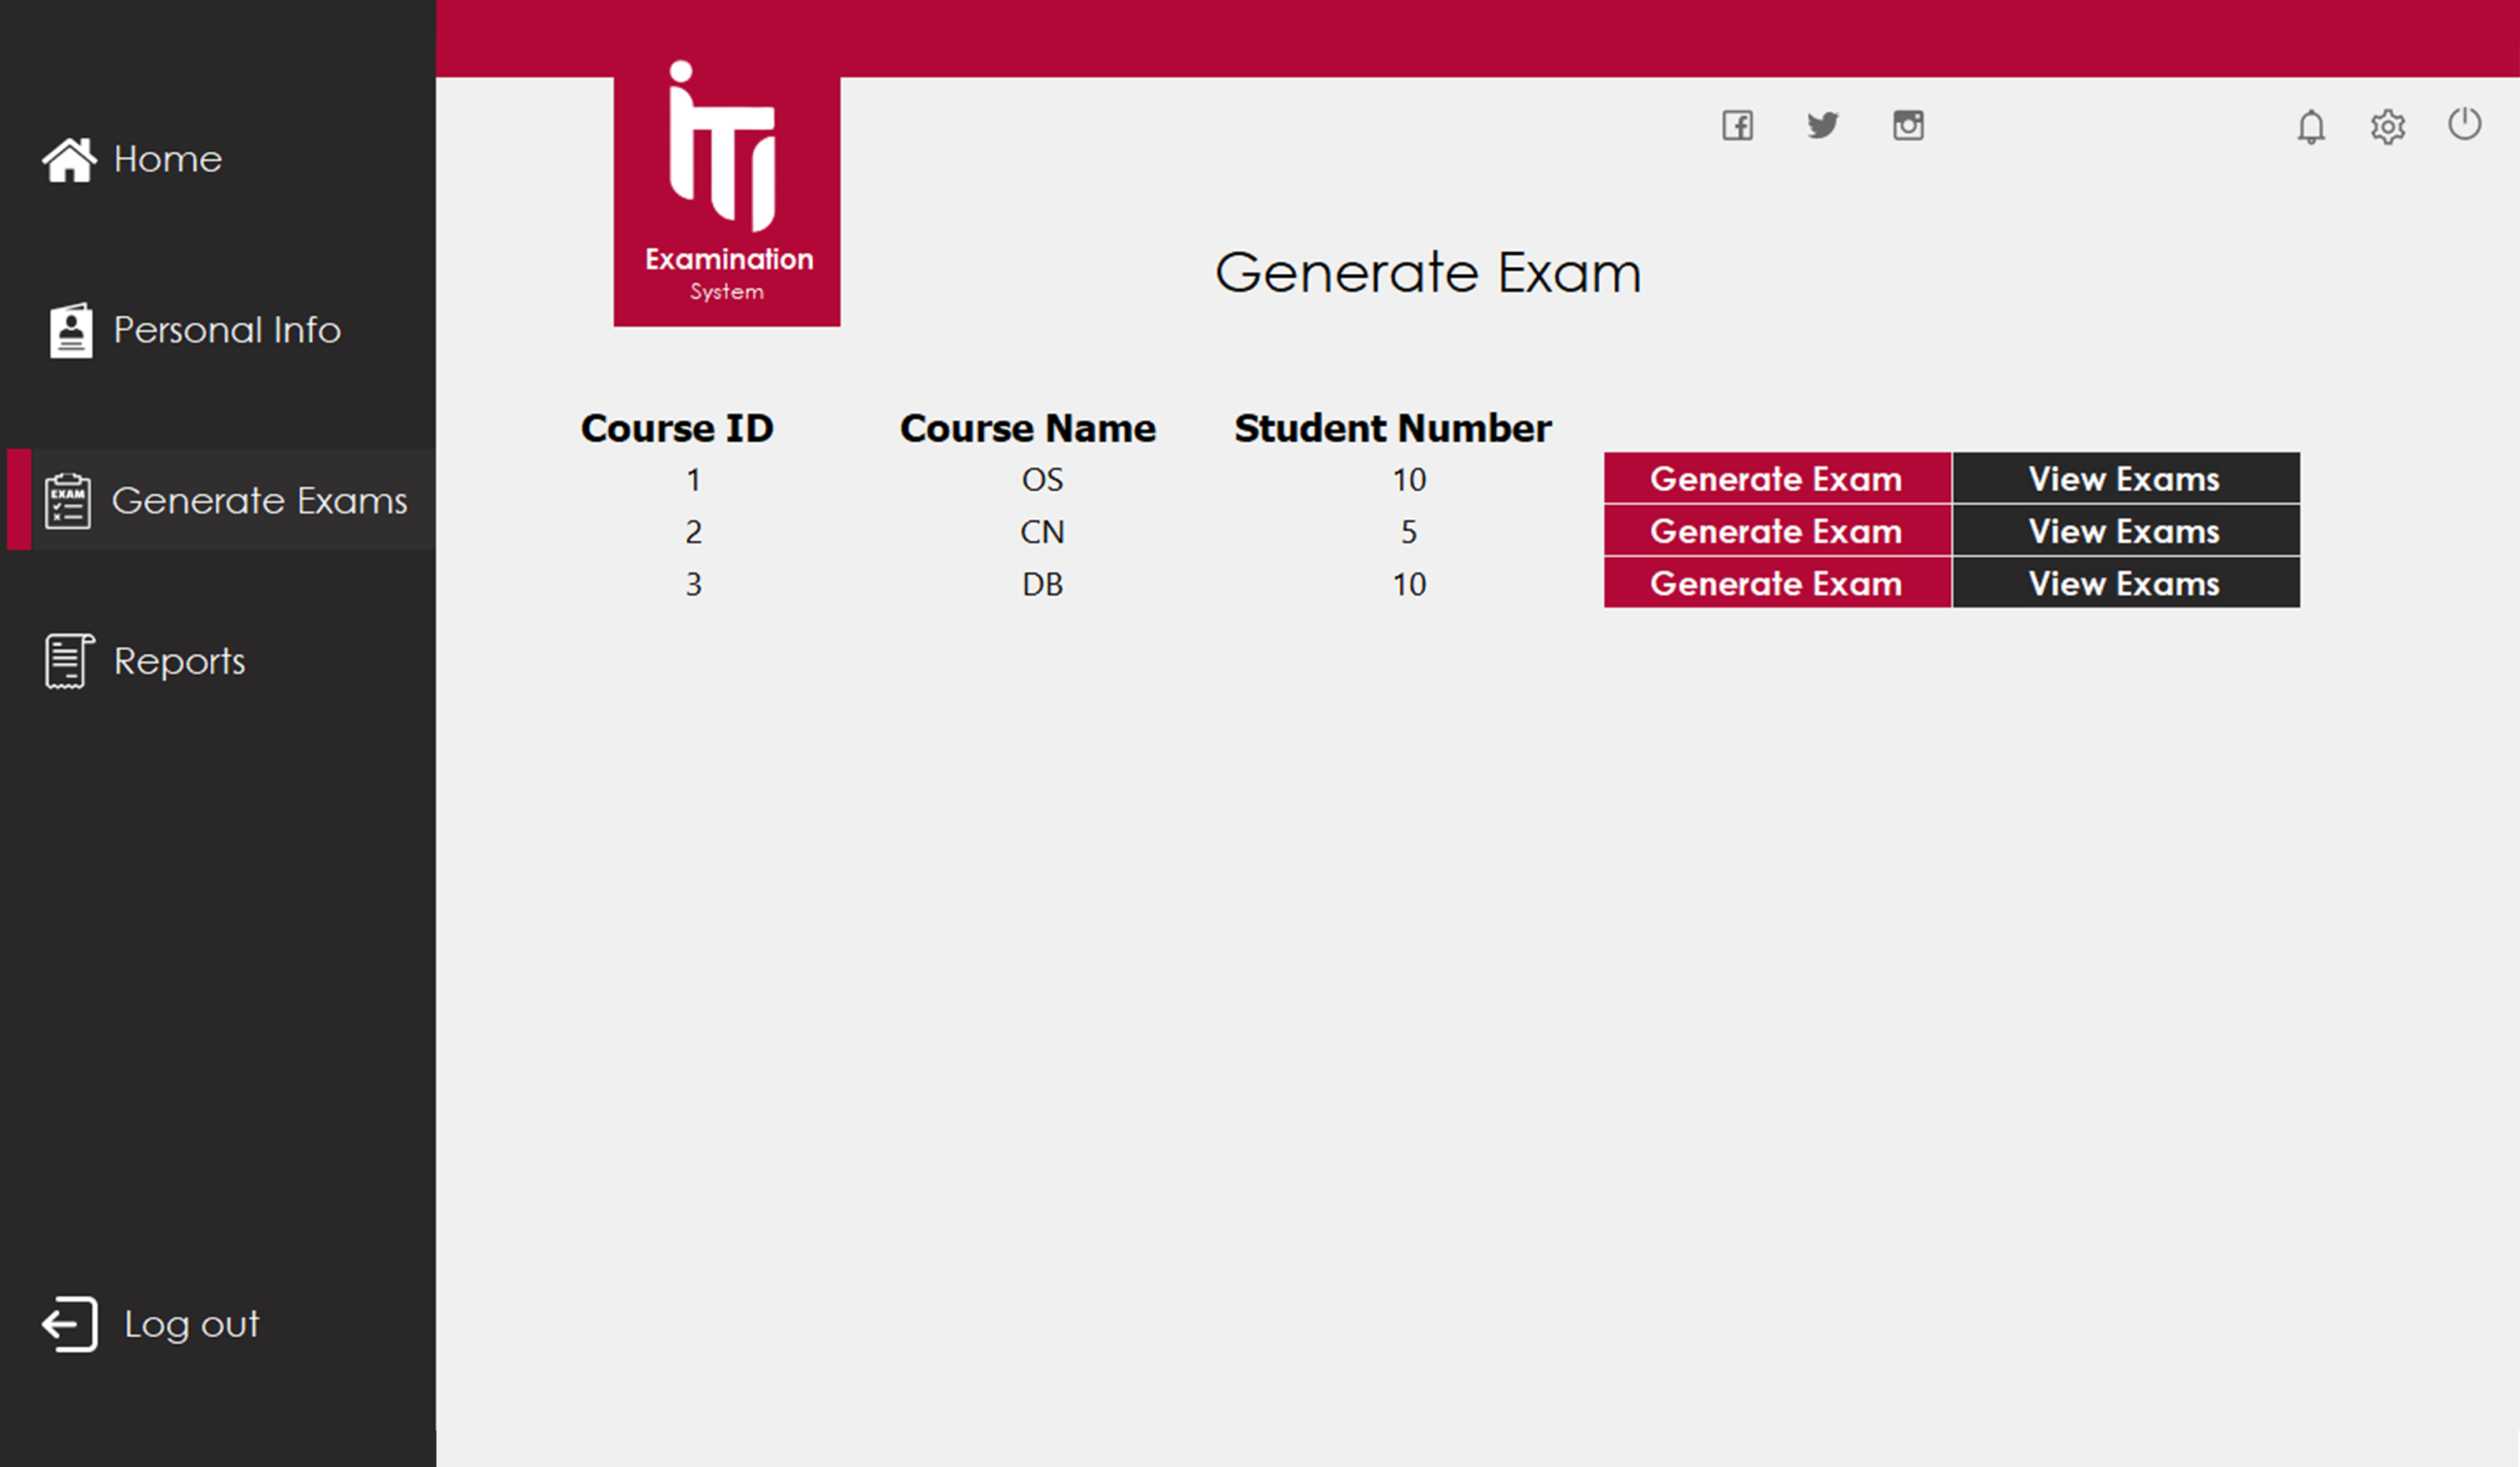 Home
Personal Info
EXAM
Generate Exams
Reports
Log out
iTi
Examination
System
Generate Exam
Course ID Course Name Student Number
1 OS 10 Generate Exam View Exams
2 CN 5 Generate Exam View Exams
3 DB 10 Generate Exam View Exams